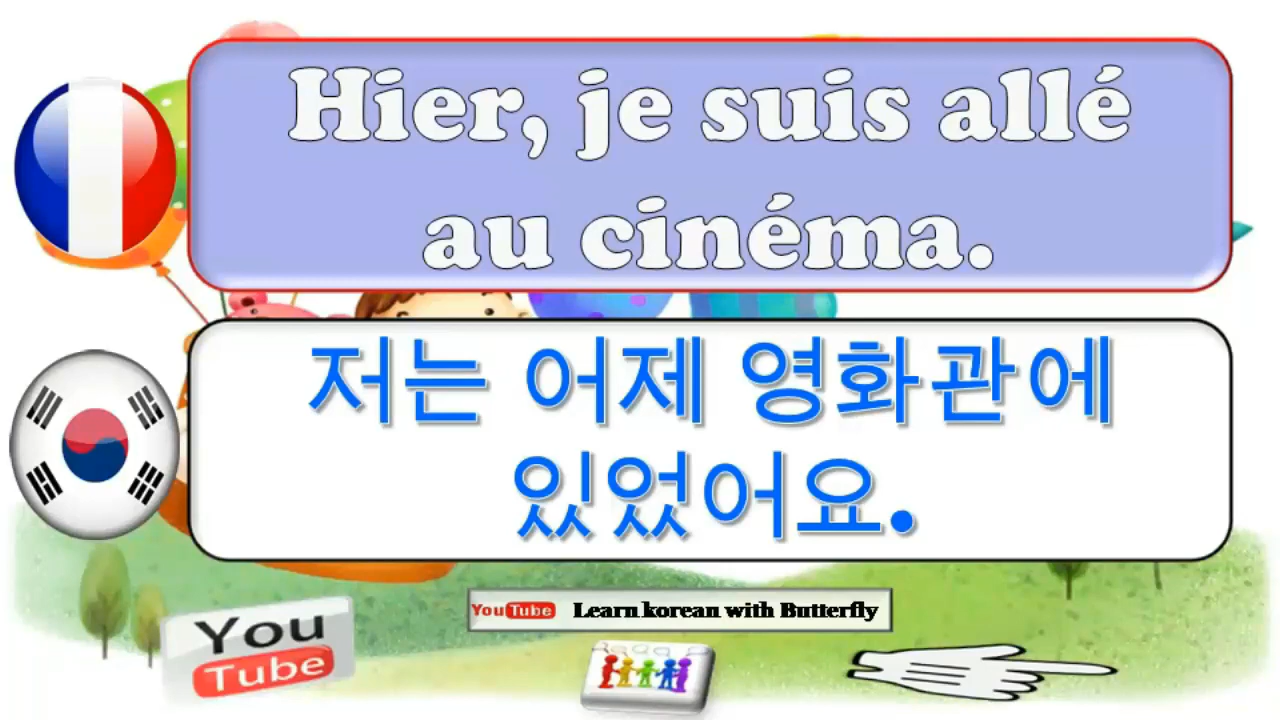 Hier, je suis allé
au cinéma.
저는 어제 영화관에
있었어요.
YouTube Learn korean with Butterfly
You
Tube